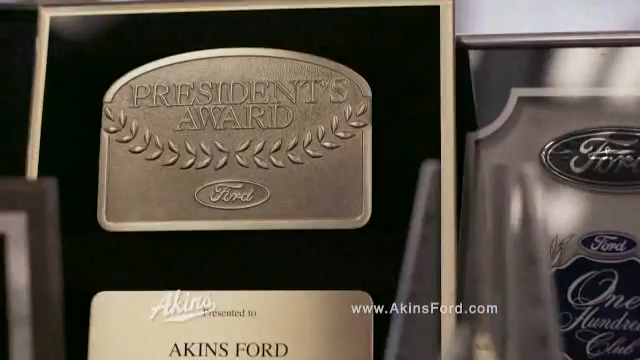 PRESIDENT'S
AWARD
Ford
Akins
Presented to
AKINS FORD
www.AkinsFord.com
Ford
Ford
One
Hundred
Club